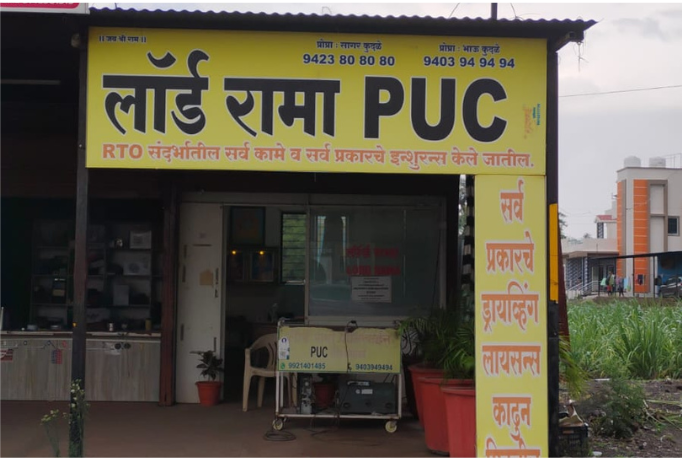 ॥ जय श्री राम ॥
प्रोप्रा : सागर कुदळे
9423 80 80 80
प्रोप्रा : भाऊ कुदळे
9403 94 94 94
लॉर्ड रामा PUC
RTO संदर्भातील सर्व कामे व सर्व प्रकारचे इन्शुरन्स केले जातील.
सर्व
प्रकारचे
ड्रायव्हिंग
लायसन्स
काढुन
लॉर्ड रामा
PUC
9921401485
9403949494